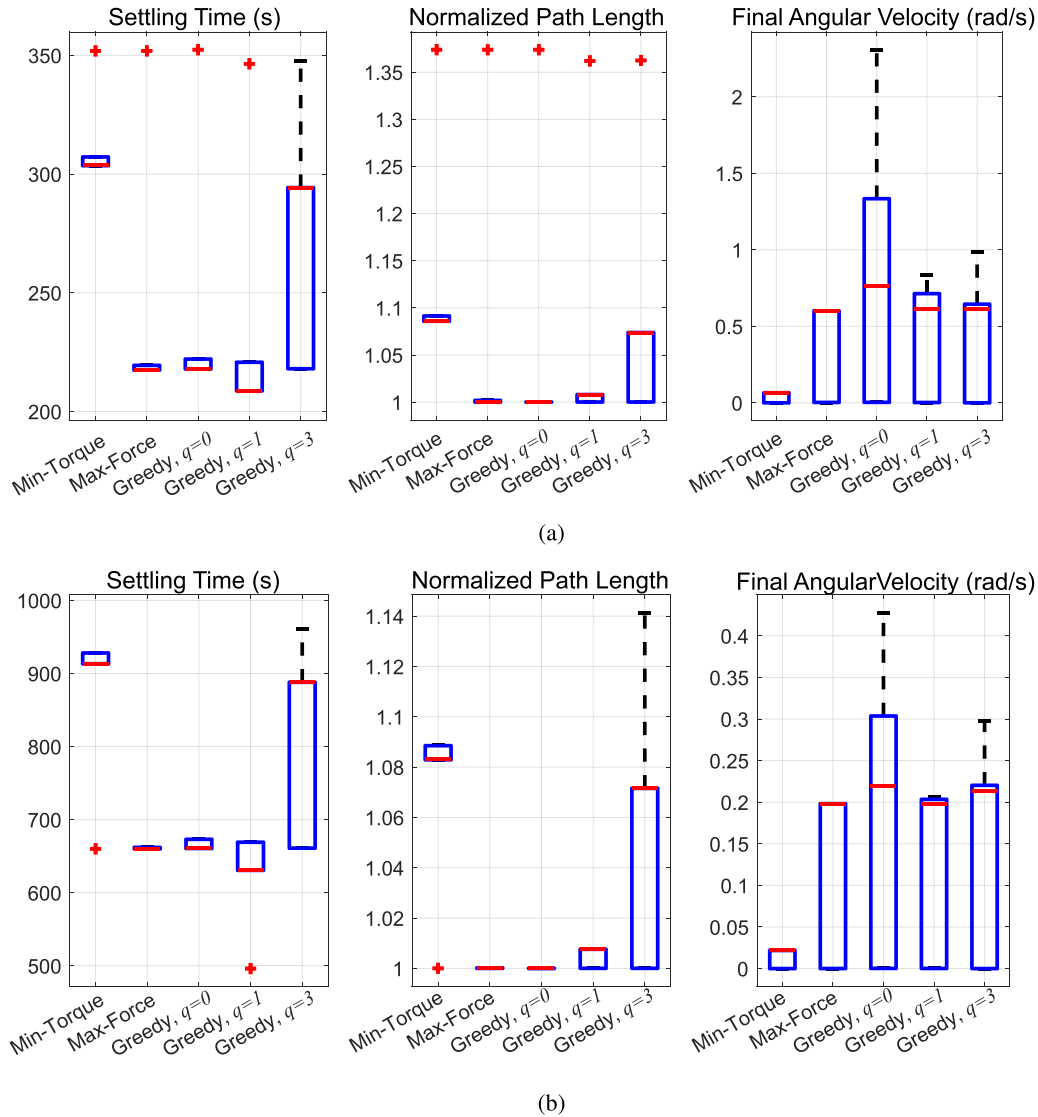 Settling Time (s)
350
300
250
200
Min-Torque
Max-Force
Greedy, q=0
Greedy, q=1
Greedy, q=3
Normalized Path Length
1.35
1.3
1.25
1.2
1.15
1.1
1.05
1
Min-Torque
Max-Force
Greedy, q=0
Greedy, q=1
Greedy, q=3
Final Angular Velocity (rad/s)
2
1.5
1
0.5
0
Min-Torque
Max-Force
Greedy, q=0
Greedy, q=1
Greedy, q=3
(a)
Settling Time (s)
1000
900
800
700
600
500
Min-Torque
Max-Force
Greedy, q=0
Greedy, q=1
Greedy, q=3
Normalized Path Length
1.14
1.12
1.1
1.08
1.06
1.04
1.02
1
Min-Torque
Max-Force
Greedy, q=0
Greedy, q=1
Greedy, q=3
Final AngularVelocity (rad/s)
0.4
0.35
0.3
0.25
0.2
0.15
0.1
0.05
0
Min-Torque
Max-Force
Greedy, q=0
Greedy, q=1
Greedy, q=3
(b)